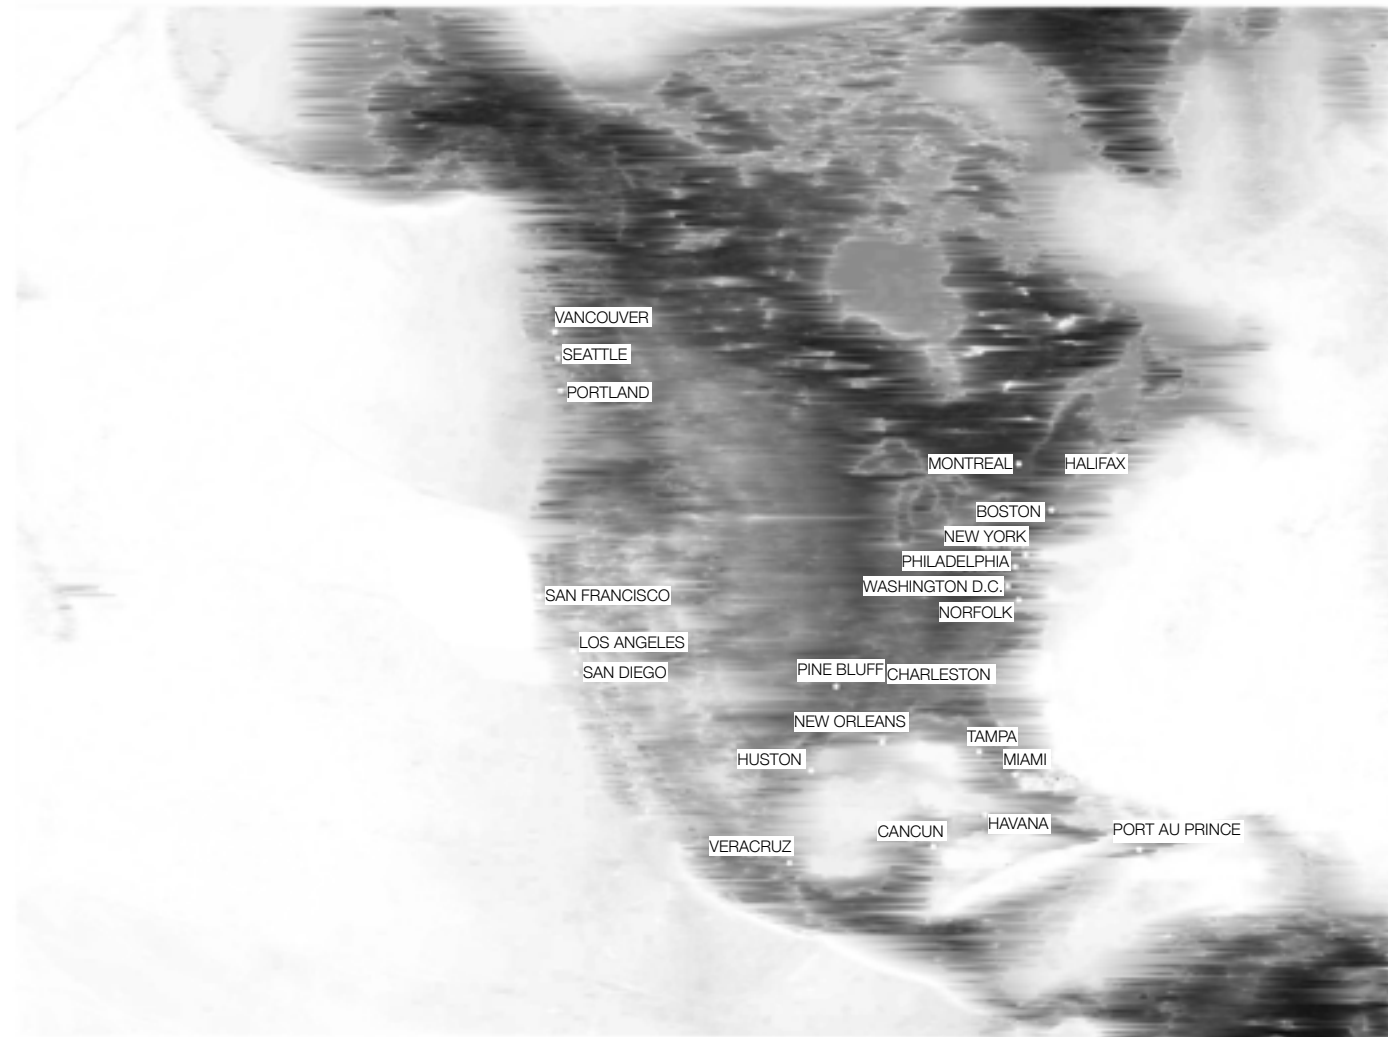 VANCOUVER
SEATTLE
PORTLAND
MONTREAL
HALIFAX
BOSTON
NEW YORK
PHILADELPHIA
WASHINGTON D.C.
SAN FRANCISCO
NORFOLK
LOS ANGELES
SAN DIEGO
PINE BLUFF
CHARLESTON
NEW ORLEANS
TAMPA
HUSTON
MIAMI
CANCUN
HAVANA
PORT AU PRINCE
VERACRUZ